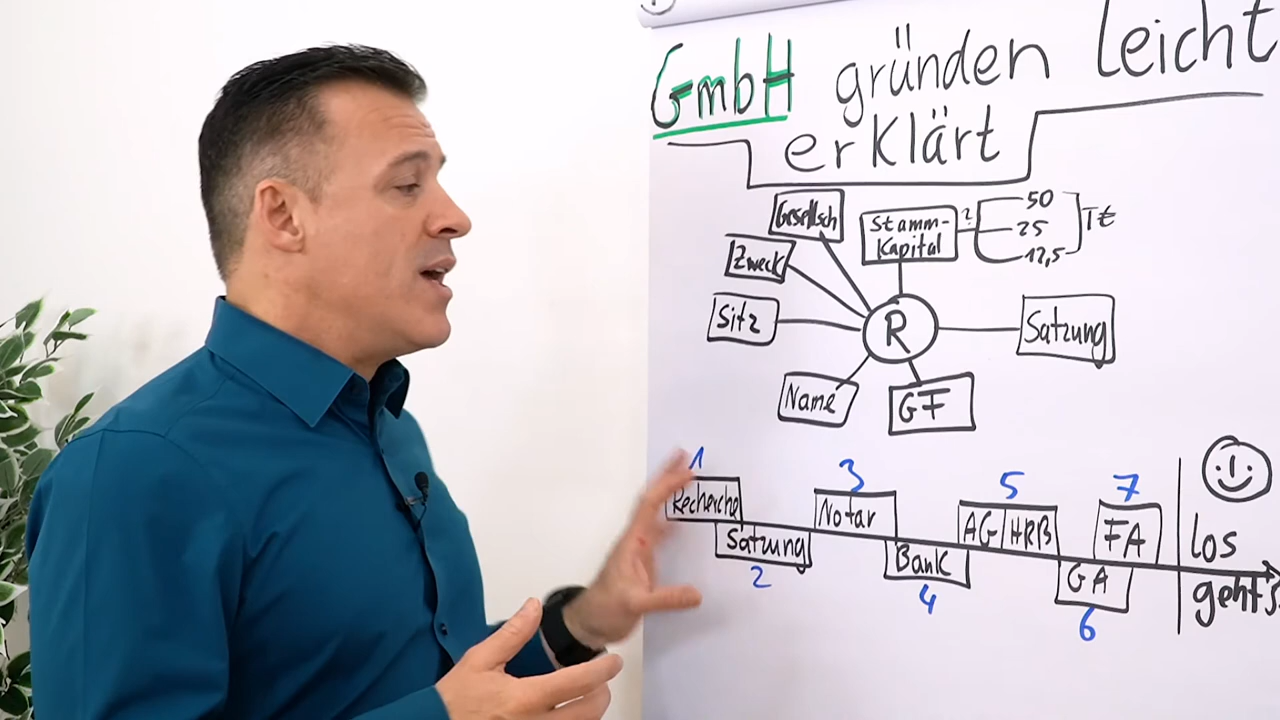 GmbH gründen leicht
erklärt
Gesellsch
Stamm-
Kapital
?
50
25
12,5
T€
Zweck
Sitz
R
Satzung
Name
GF
1
Recherche
Satzung
2
3
Notar
Bank
4
5
AG HRB
GA
6
7
FA
los
geht's